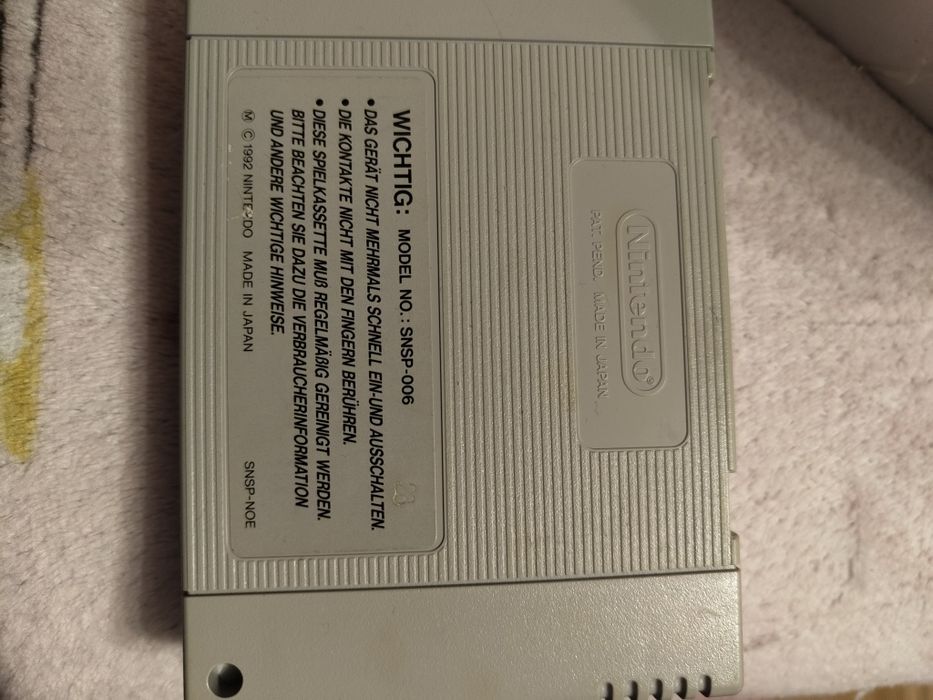 Nintendo®
PAT. PEND. MADE IN JAPAN
WICHTIG: MODEL NO.: SNSP-006
• DAS GERÄT NICHT MEHRMALS SCHNELL EIN-UND AUSSCHALTEN.
• DIE KONTAKTE NICHT MIT DEN FINGERN BERÜHREN.
• DIESE SPIELKASSETTE MUß REGELMÄßIG GEREINIGT WERDEN.
BITTE BEACHTEN SIE DAZU DIE VERBRAUCHERINFORMATION
UND ANDERE WICHTIGE HINWEISE.
Ⓜ © 1992 NINTENDO MADE IN JAPAN SNSP-NOE